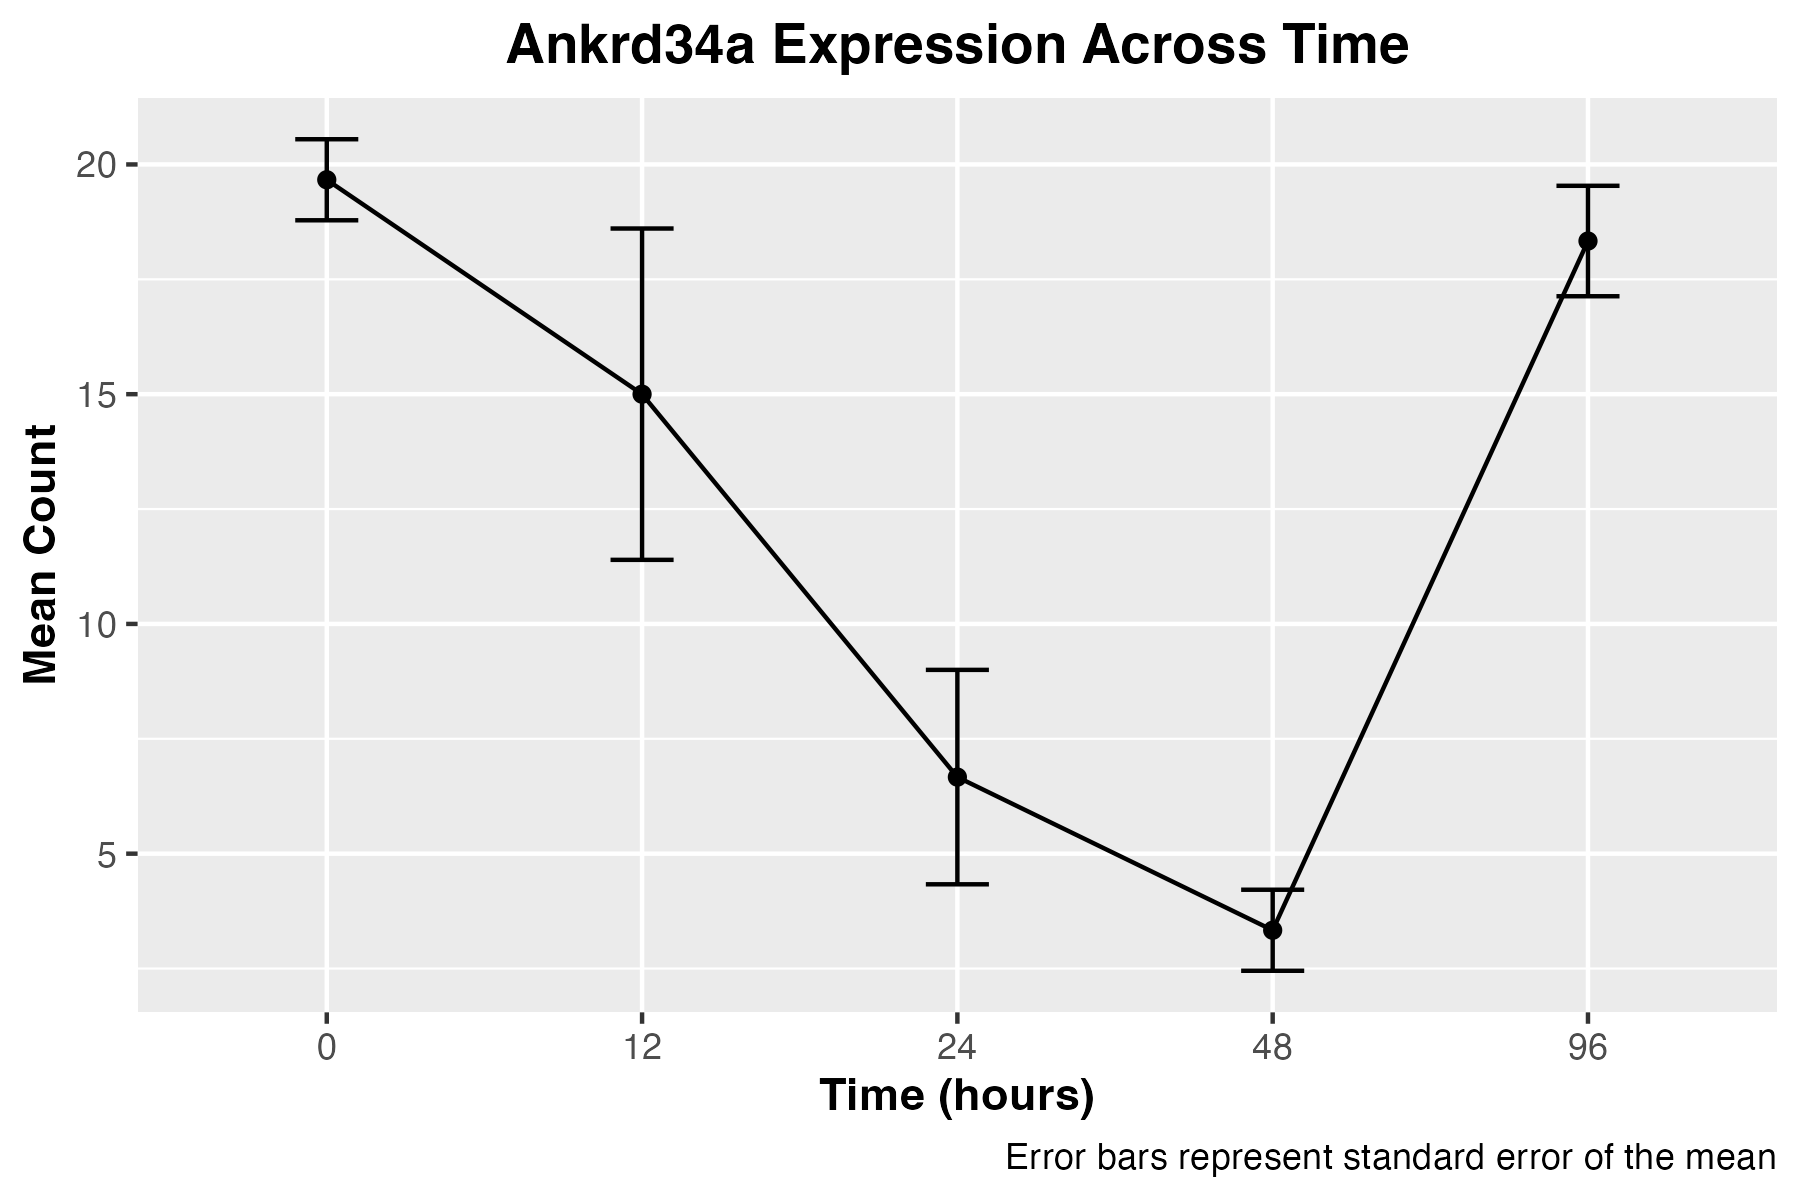 Ankrd34a Expression Across Time
20
15
10
5
Mean Count
0 12 24 48 96
Time (hours)
Error bars represent standard error of the mean